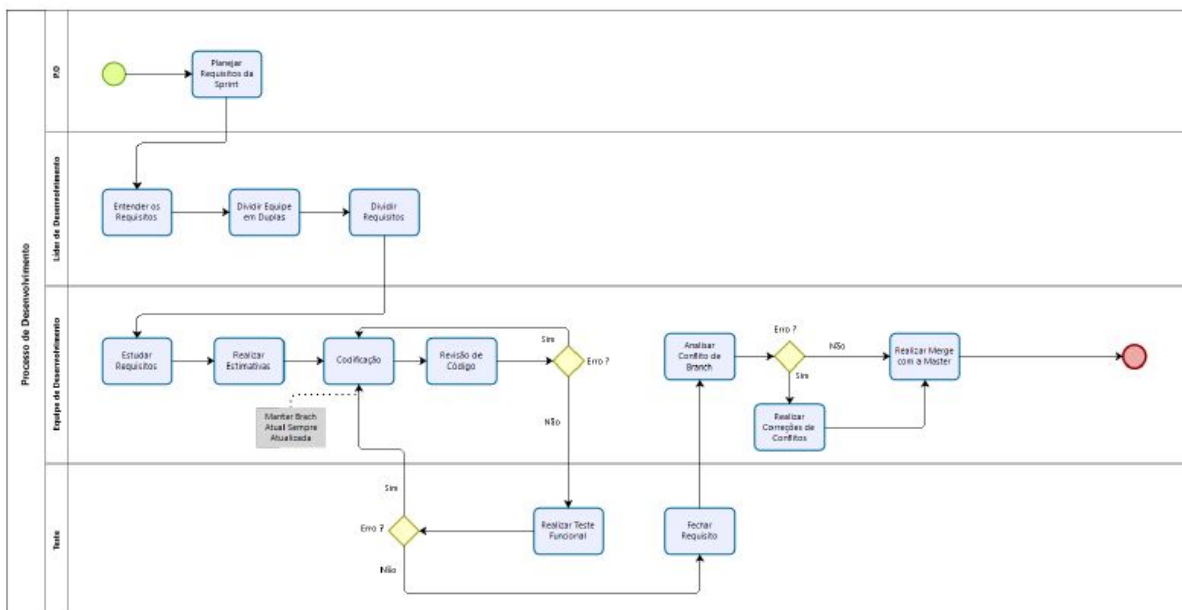 Processo de Desenvolvimento
P.O
Planejar
Requisitos da
Sprint
Líder de Desenvolvimento
Entender os
Requisitos
Dividir Equipe
em Duplas
Dividir
Requisitos
Equipe de Desenvolvimento
Estudar
Requisitos
Realizar
Estimativas
Codificação
Revisão de
Código
Sim
Erro ?
Não
Manter Brach
Atual Sempre
Atualizada
Analisar
Conflito de
Branch
Erro ?
Não
Sim
Realizar
Correções de
Conflitos
Realizar Merge
com a Master
Teste
Sim
Erro ?
Não
Realizar Teste
Funcional
Fechar
Requisito